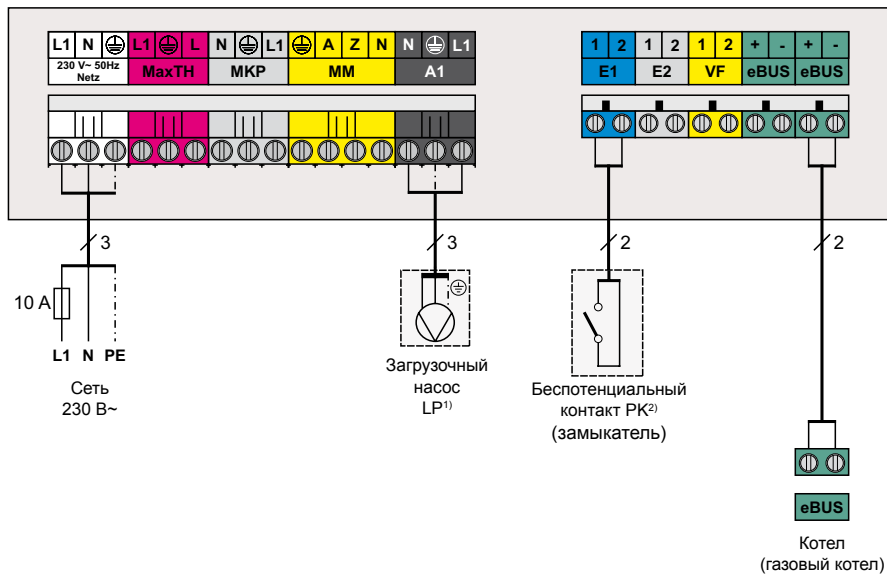 L1 N L1 L N L1 A Z N N L1 1 2 1 2 1 2 + - + -
230 V~ 50Hz
Netz
MaxTH MKP MM A1 E1 E2 VF eBUS eBUS
3 3 2 2
10 A
L1 N PE
Сеть
230 В~
Загрузочный
насос
LP1)
Беспотенциальный
контакт PK2)
(замыкатель)
eBUS
Котел
(газовый котел)